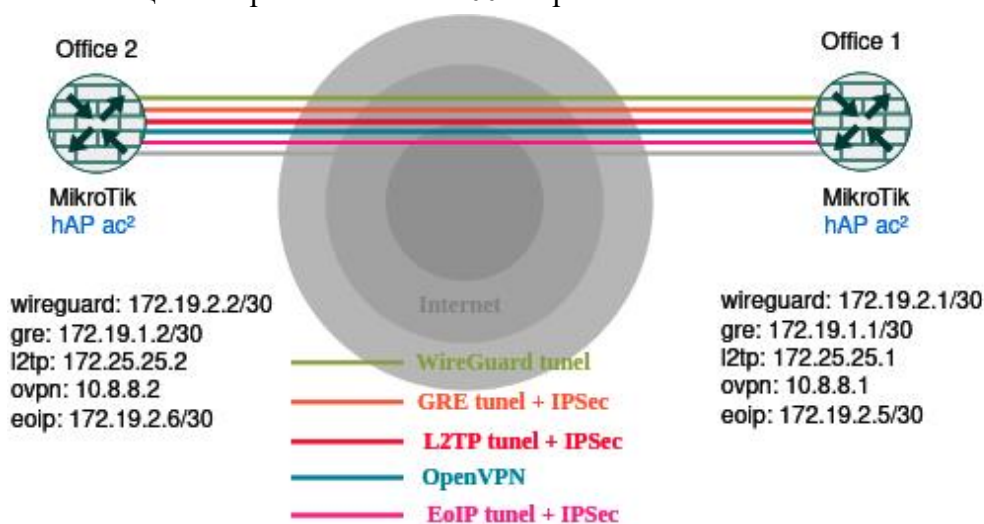 Office 2
Office 1
MikroTik
hAP ac²
MikroTik
hAP ac²
wireguard: 172.19.2.2/30
gre: 172.19.1.2/30
l2tp: 172.25.25.2
ovpn: 10.8.8.2
eoip: 172.19.2.6/30
Internet
wireguard: 172.19.2.1/30
gre: 172.19.1.1/30
l2tp: 172.25.25.1
ovpn: 10.8.8.1
eoip: 172.19.2.5/30
WireGuard tunel
GRE tunel + IPSec
L2TP tunel + IPSec
OpenVPN
EoIP tunel + IPSec